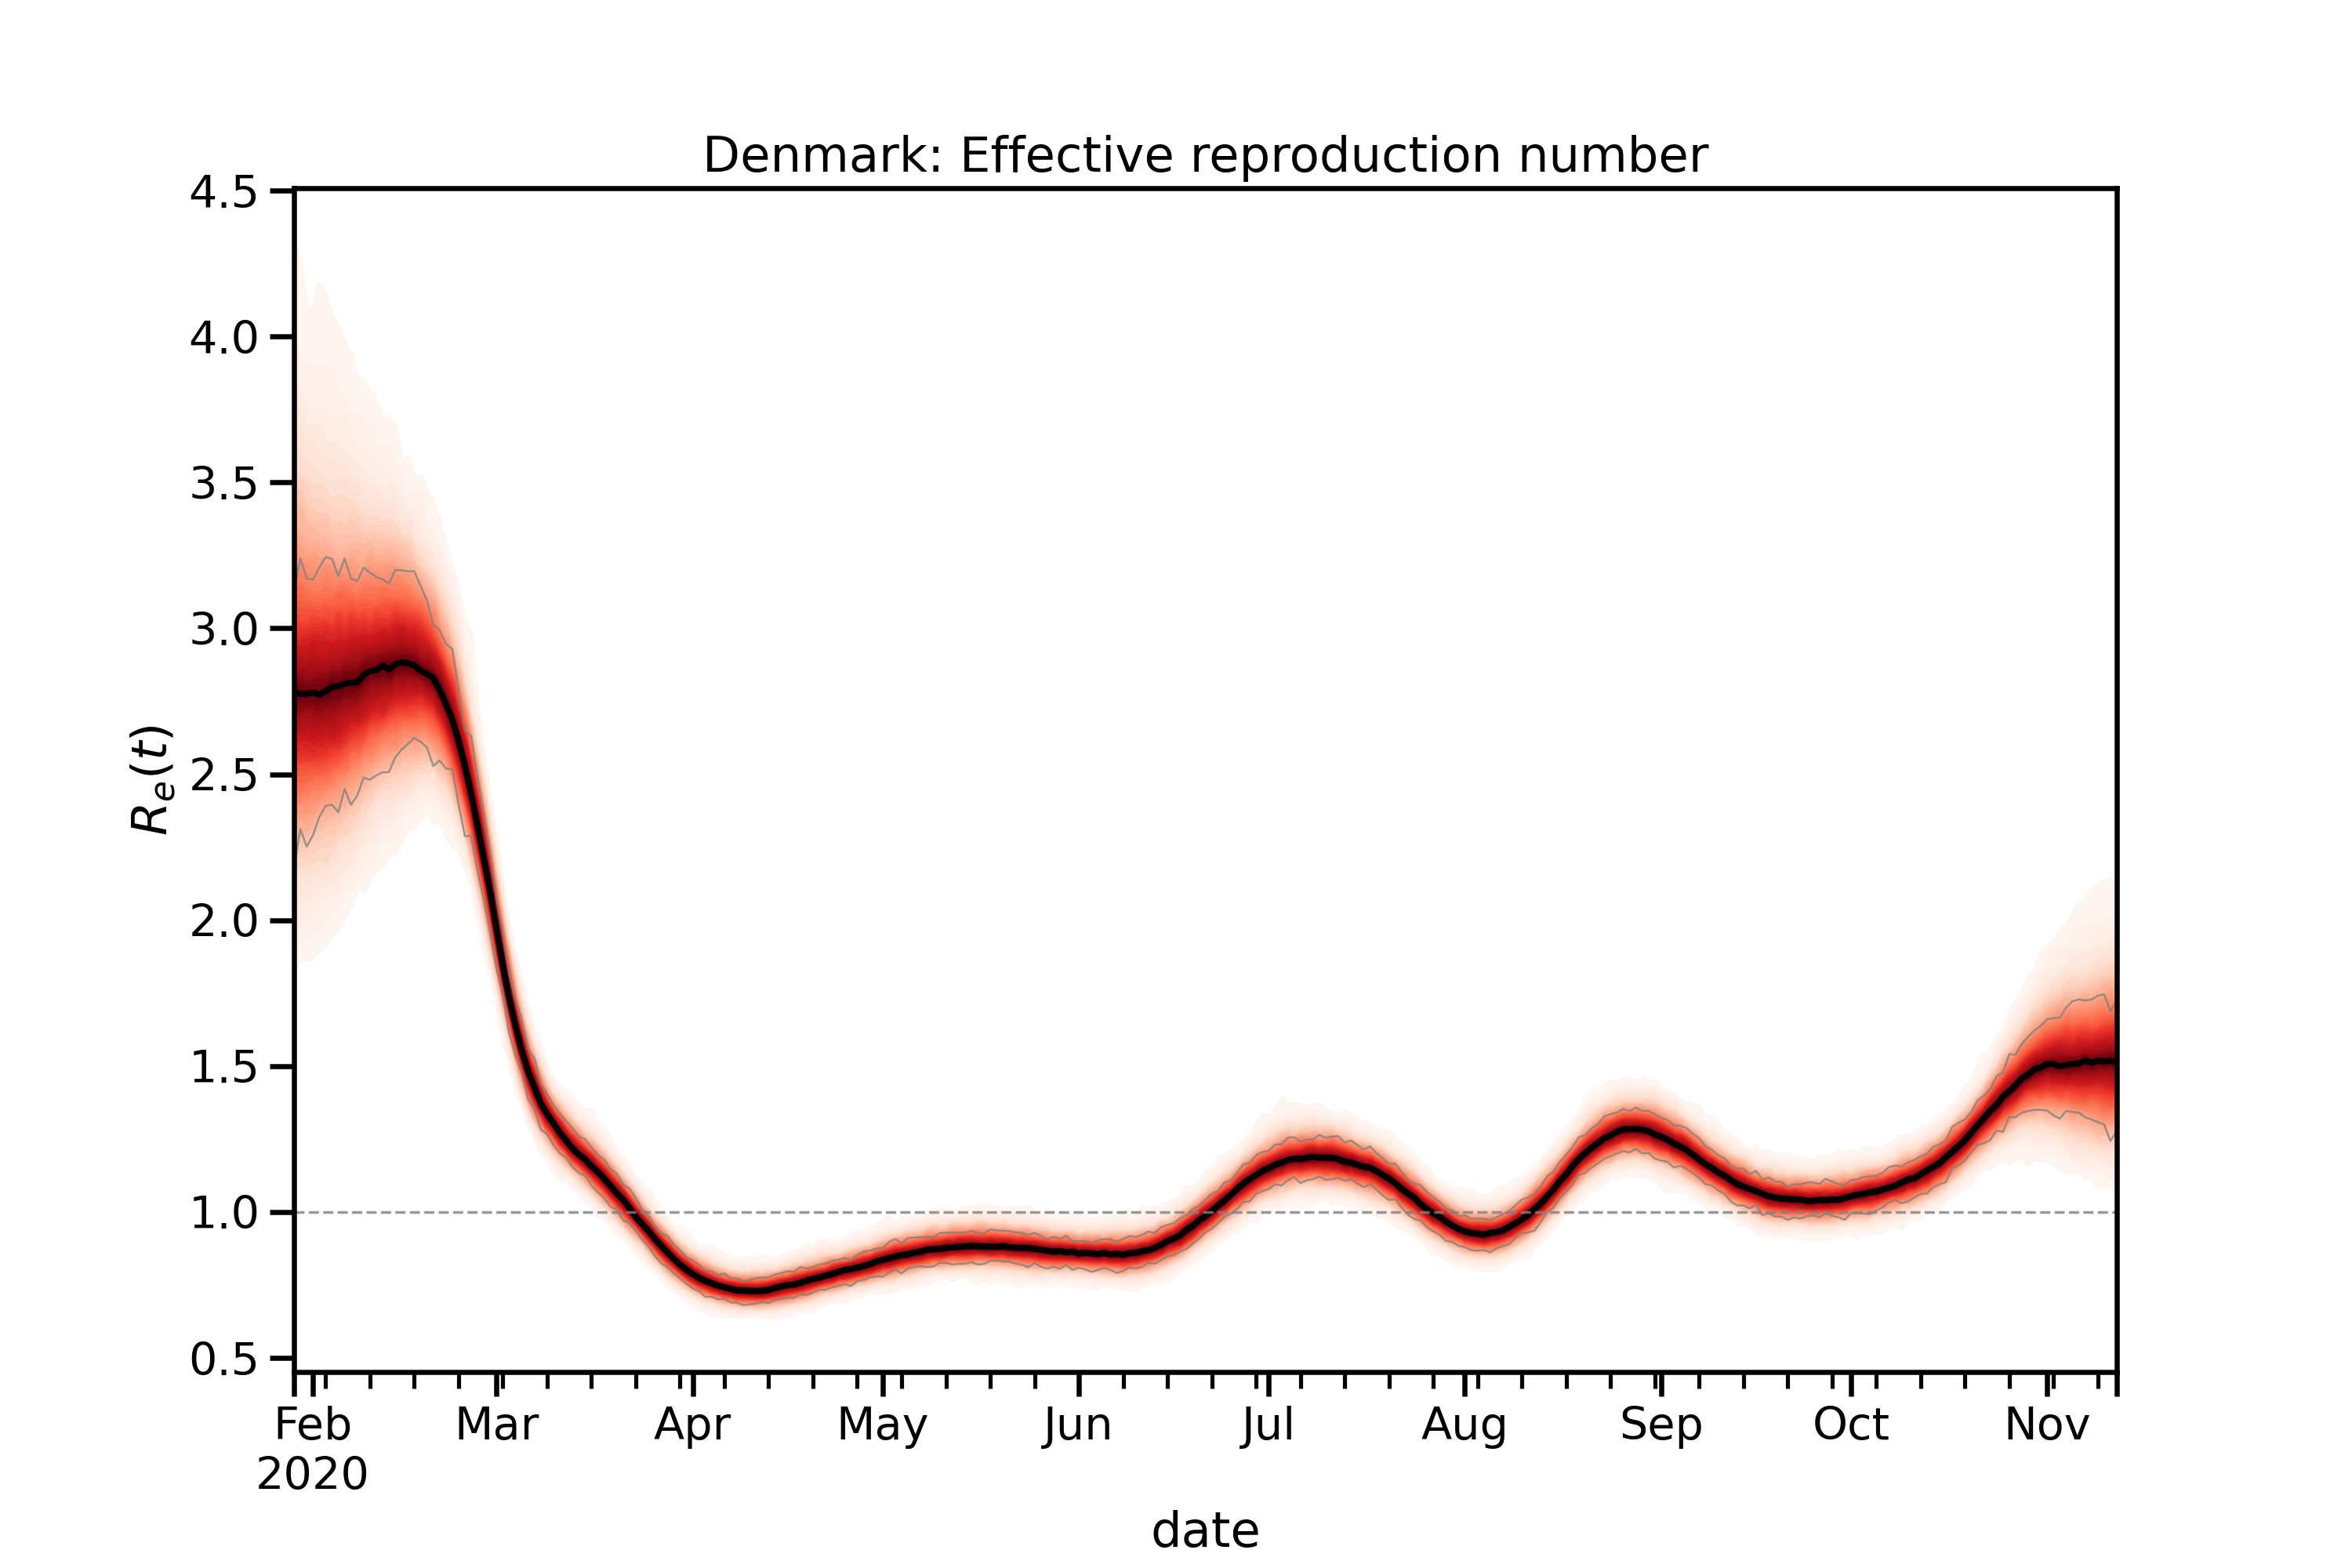 Denmark: Effective reproduction number
4.5
4.0
3.5
3.0
2.5
2.0
1.5
1.0
0.5
Rₑ(t)
Feb Mar Apr May Jun Jul Aug Sep Oct Nov
2020
date